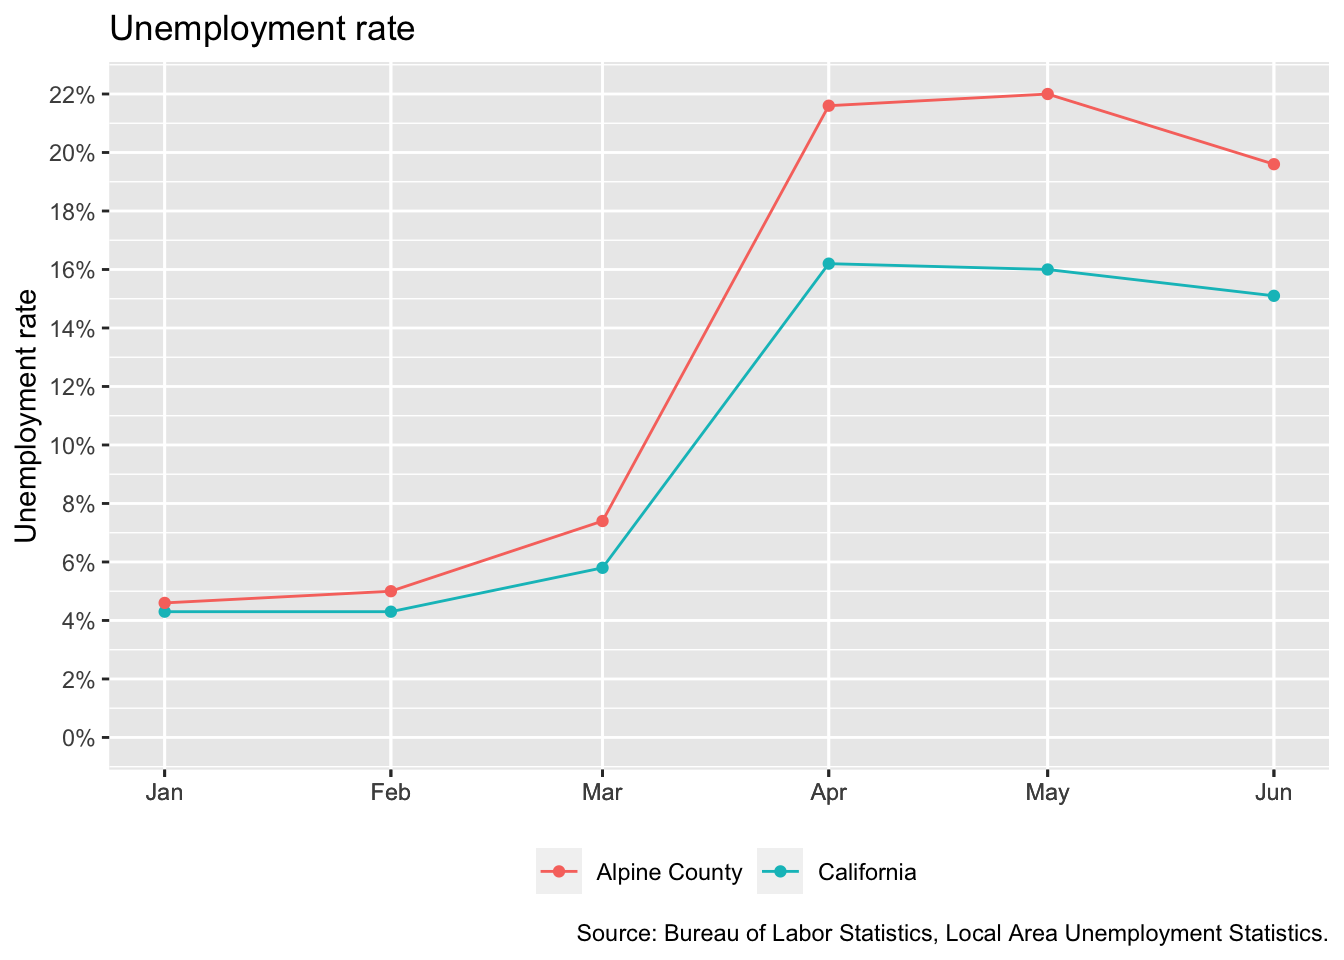 Unemployment rate
Unemployment rate
22%
20%
18%
16%
14%
12%
10%
8%
6%
4%
2%
0%
Jan Feb Mar Apr May Jun
Alpine County California
Source: Bureau of Labor Statistics, Local Area Unemployment Statistics.